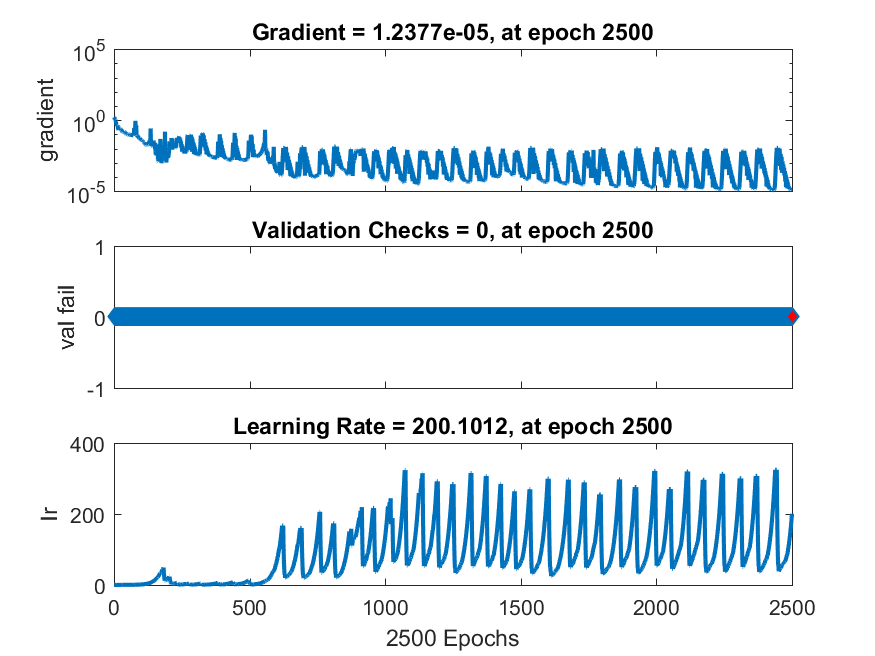 Gradient = 1.2377e-05, at epoch 2500
10^5
10^0
10^-5
gradient
Validation Checks = 0, at epoch 2500
1
0
-1
val fail
Learning Rate = 200.1012, at epoch 2500
400
200
0
lr
0 500 1000 1500 2000 2500
2500 Epochs